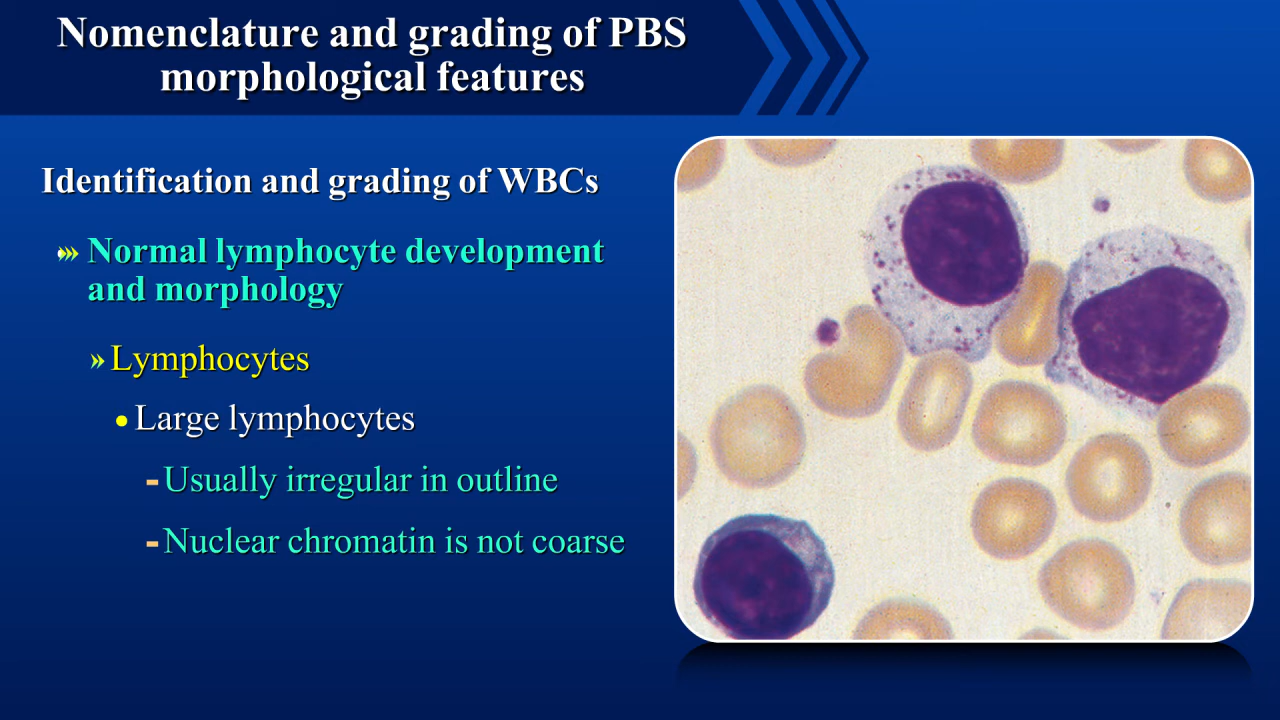 Nomenclature and grading of PBS
morphological features
Identification and grading of WBCs
Normal lymphocyte development
and morphology
» Lymphocytes
• Large lymphocytes
- Usually irregular in outline
- Nuclear chromatin is not coarse